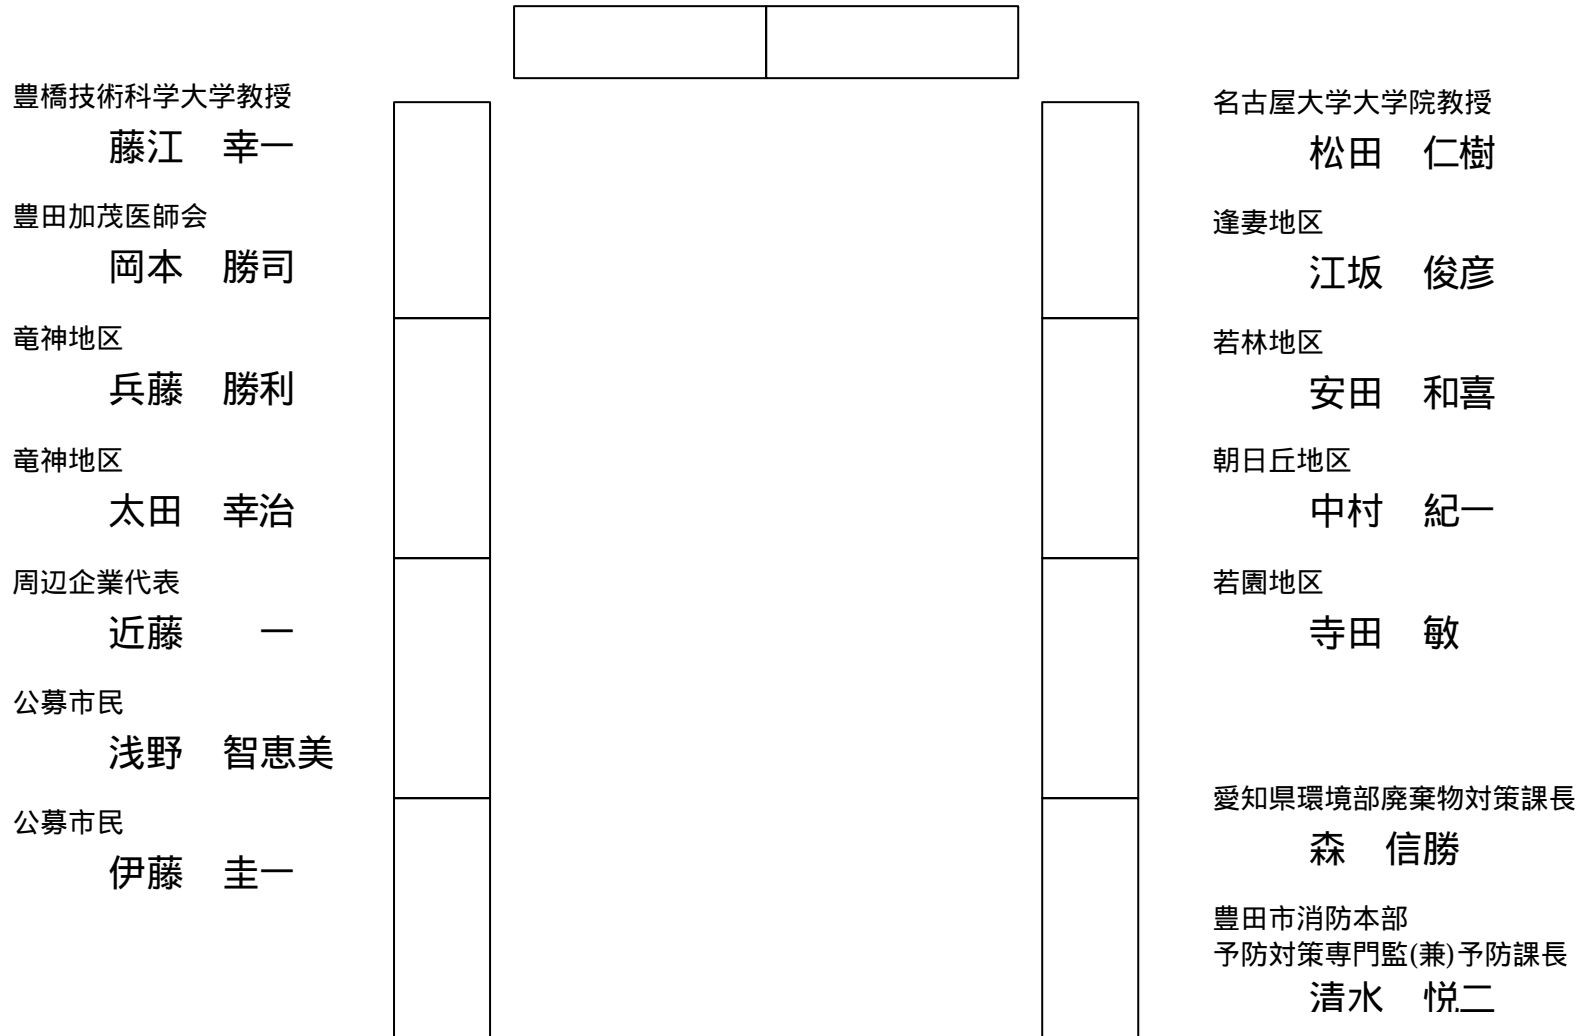 豊橋技術科学大学教授
藤江　幸一
豊田加茂医師会
岡本　勝司
竜神地区
兵藤　勝利
竜神地区
太田　幸治
周辺企業代表
近藤　　一
公募市民
浅野　智恵美
公募市民
伊藤　圭一
名古屋大学大学院教授
松田　仁樹
逢妻地区
江坂　俊彦
若林地区
安田　和喜
朝日丘地区
中村　紀一
若園地区
寺田　敏
愛知県環境部廃棄物対策課長
森　信勝
豊田市消防本部
予防対策専門監(兼)予防課長
清水　悦二